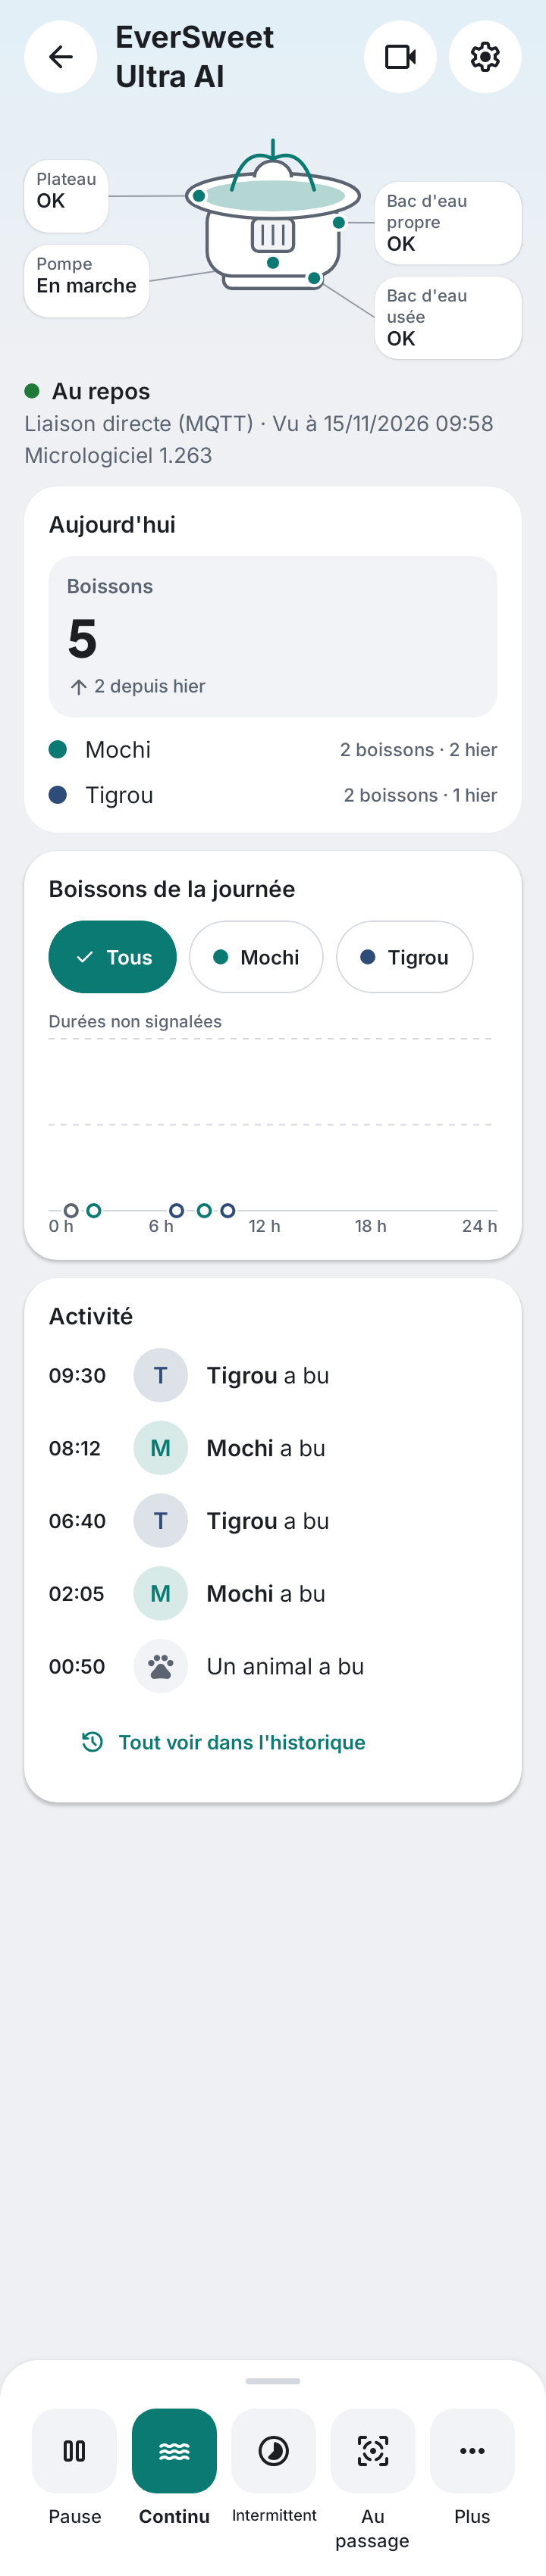 EverSweet
Ultra AI
Plateau
OK
Bac d'eau
propre
OK
Pompe
En marche
Bac d'eau
usée
OK
Au repos
Liaison directe (MQTT) · Vu à 15/11/2026 09:58
Micrologiciel 1.263
Aujourd'hui
Boissons
5
↑ 2 depuis hier
Mochi 2 boissons · 2 hier
Tigrou 2 boissons · 1 hier
Boissons de la journée
Tous Mochi Tigrou
Durées non signalées
0 h 6 h 12 h 18 h 24 h
Activité
09:30 T Tigrou a bu
08:12 M Mochi a bu
06:40 T Tigrou a bu
02:05 M Mochi a bu
00:50 Un animal a bu
Tout voir dans l'historique
Pause Continu Intermittent Au passage Plus